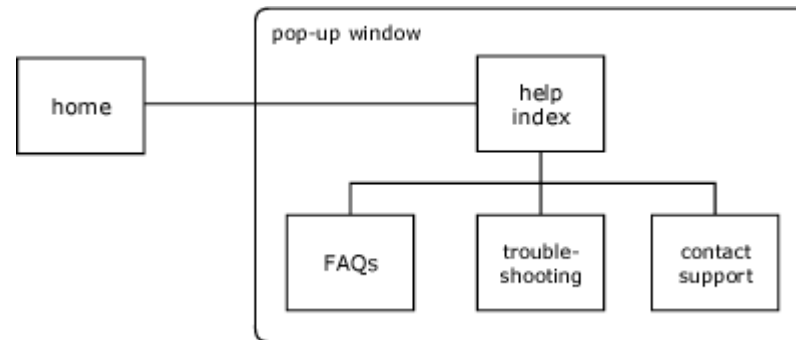 pop-up window
home
help
index
FAQs
trouble-
shooting
contact
support